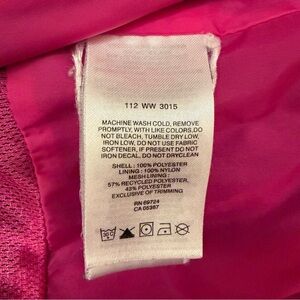 112 WW 3015
MACHINE WASH COLD, REMOVE
PROMPTLY, WITH LIKE COLORS,DO
NOT BLEACH, TUMBLE DRY LOW,
IRON LOW, DO NOT USE FABRIC
SOFTENER, IF PRESENT DO NOT
IRON DECAL, DO NOT DRYCLEAN
SHELL : 100% POLYESTER
LINING : 100% NYLON
MESH LINING :
57% RECYCLED POLYESTER,
43% POLYESTER
EXCLUSIVE OF TRIMMING
RN 69724
CA 05387